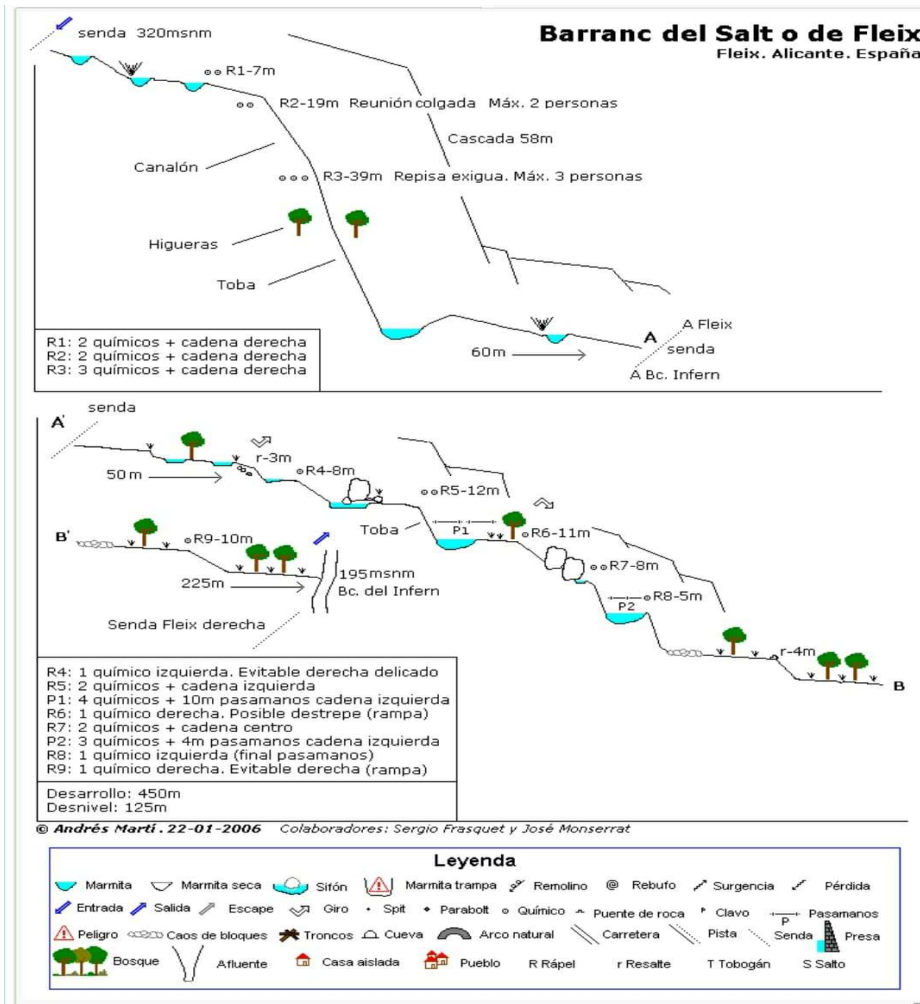 Barranc del Salt o de Fleix
Fleix. Alicante. España
senda 320msnm
R1-7m
R2-19m Reunión colgada Máx. 2 personas
Cascada 58m
Canalón
R3-39m Repisa exigua. Máx. 3 personas
Higueras
Toba
R1: 2 químicos + cadena derecha
R2: 2 químicos + cadena derecha
R3: 3 químicos + cadena derecha
60m
A
A Fleix
senda
A Bc. Infern
senda
A'
r-3m
50m
R4-8m
R5-12m
Toba
P1
R6-11m
R7-8m
R8-5m
P2
r-4m
B
B'
R9-10m
225m
195msnm
Bc. del Infern
Senda Fleix derecha
R4: 1 químico izquierda. Evitable derecha delicado
R5: 2 químicos + cadena izquierda
P1: 4 químicos + 10m pasamanos cadena izquierda
R6: 1 químico derecha. Posible destrepe (rampa)
R7: 2 químicos + cadena centro
P2: 3 químicos + 4m pasamanos cadena izquierda
R8: 1 químico izquierda (final pasamanos)
R9: 1 químico derecha. Evitable derecha (rampa)
Desarrollo: 450m
Desnivel: 125m
© Andrés Martí. 22-01-2006 Colaboradores: Sergio Frasquet y José Monserrat
Leyenda
Marmita Marmita seca Sifón Marmita trampa Remolino Rebufo Surgencia Pérdida
Entrada Salida Escape Giro Spit Parabolt Químico Puente de roca Clavo P Pasamanos
Peligro Caos de bloques Troncos Cueva Arco natural Carretera Pista Senda Presa
Bosque Afluente Casa aislada Pueblo R Rápel r Resalte T Tobogán S Salto